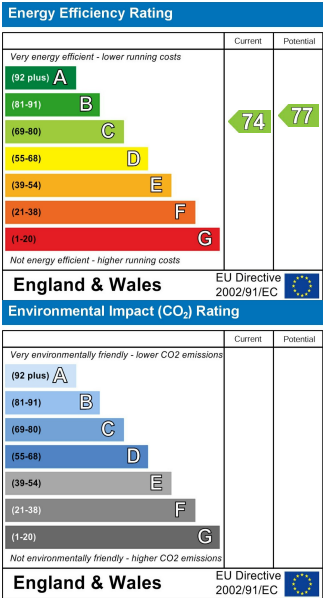 Energy Efficiency Rating
Current Potential
Very energy efficient - lower running costs
(92 plus) A
(81-91) B
(69-80) C
74 77
(55-68) D
(39-54) E
(21-38) F
(1-20) G
Not energy efficient - higher running costs
England & Wales
EU Directive
2002/91/EC
Environmental Impact (CO₂) Rating
Current Potential
Very environmentally friendly - lower CO2 emissions
(92 plus) A
(81-91) B
(69-80) C
(55-68) D
(39-54) E
(21-38) F
(1-20) G
Not environmentally friendly - higher CO2 emissions
England & Wales
EU Directive
2002/91/EC